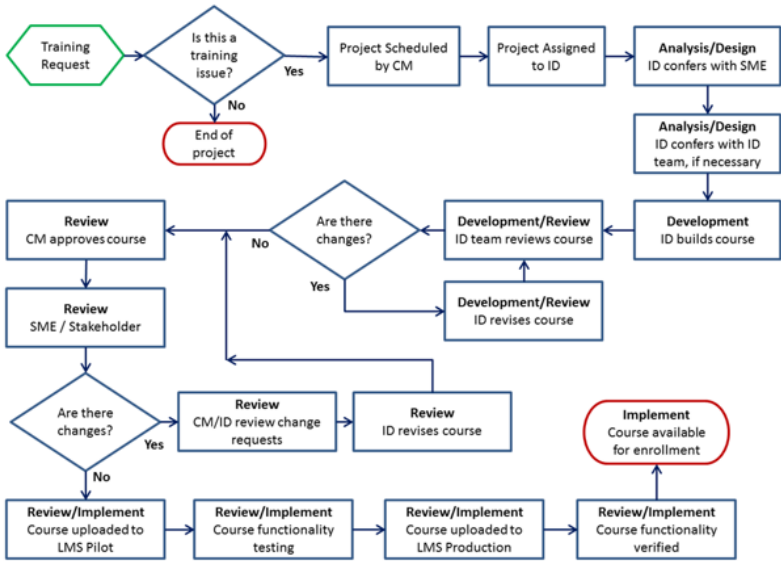 Training
Request
Is this a
training
issue?
Yes
No
End of
project
Project Scheduled
by CM
Project Assigned
to ID
Analysis/Design
ID confers with SME
Analysis/Design
ID confers with ID
team, if necessary
Development
ID builds course
Development/Review
ID team reviews course
Are there
changes?
No
Yes
Development/Review
ID revises course
Review
CM approves course
Review
SME / Stakeholder
Are there
changes?
Yes
No
Review
CM/ID review change
requests
Review
ID revises course
Review/Implement
Course uploaded to
LMS Pilot
Review/Implement
Course functionality
testing
Review/Implement
Course uploaded to
LMS Production
Review/Implement
Course functionality
verified
Implement
Course available
for enrollment